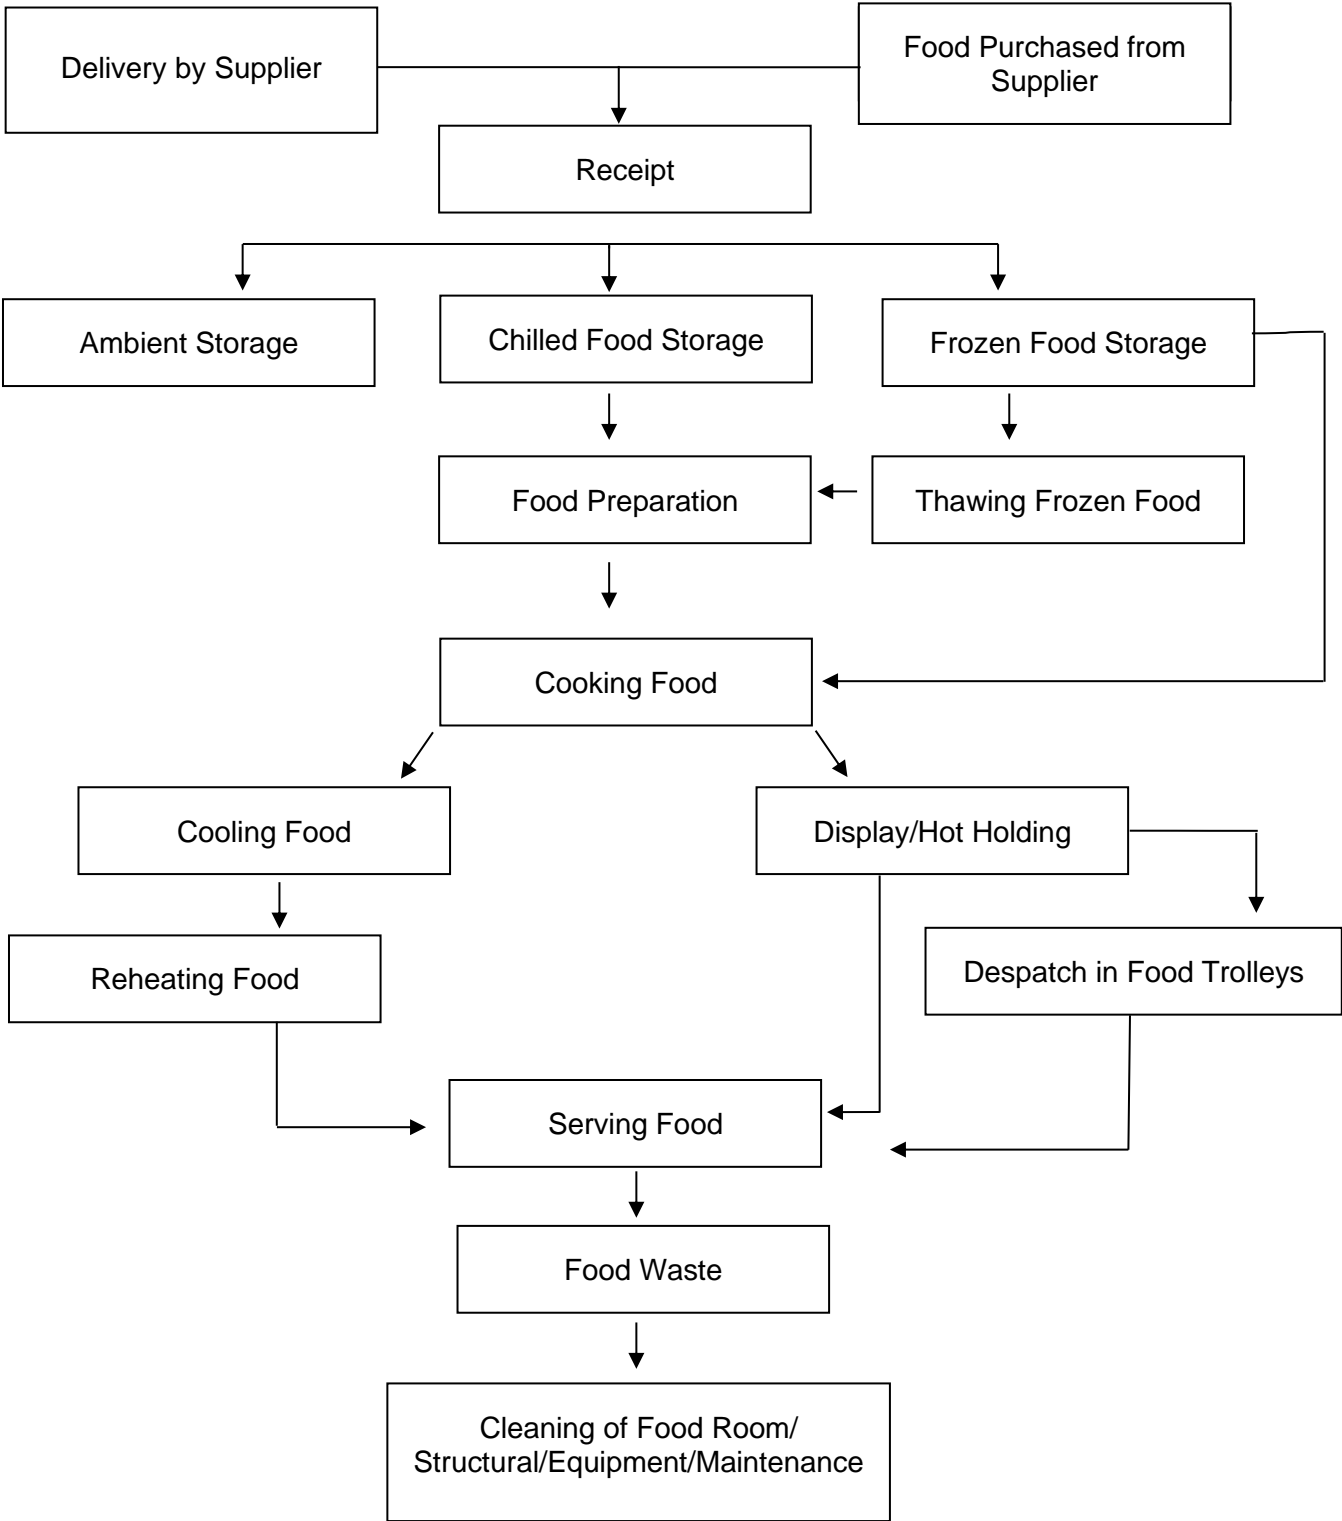 Delivery by Supplier
Food Purchased from
Supplier
Receipt
Ambient Storage
Chilled Food Storage
Frozen Food Storage
Food Preparation
Thawing Frozen Food
Cooking Food
Cooling Food
Display/Hot Holding
Reheating Food
Despatch in Food Trolleys
Serving Food
Food Waste
Cleaning of Food Room/
Structural/Equipment/Maintenance